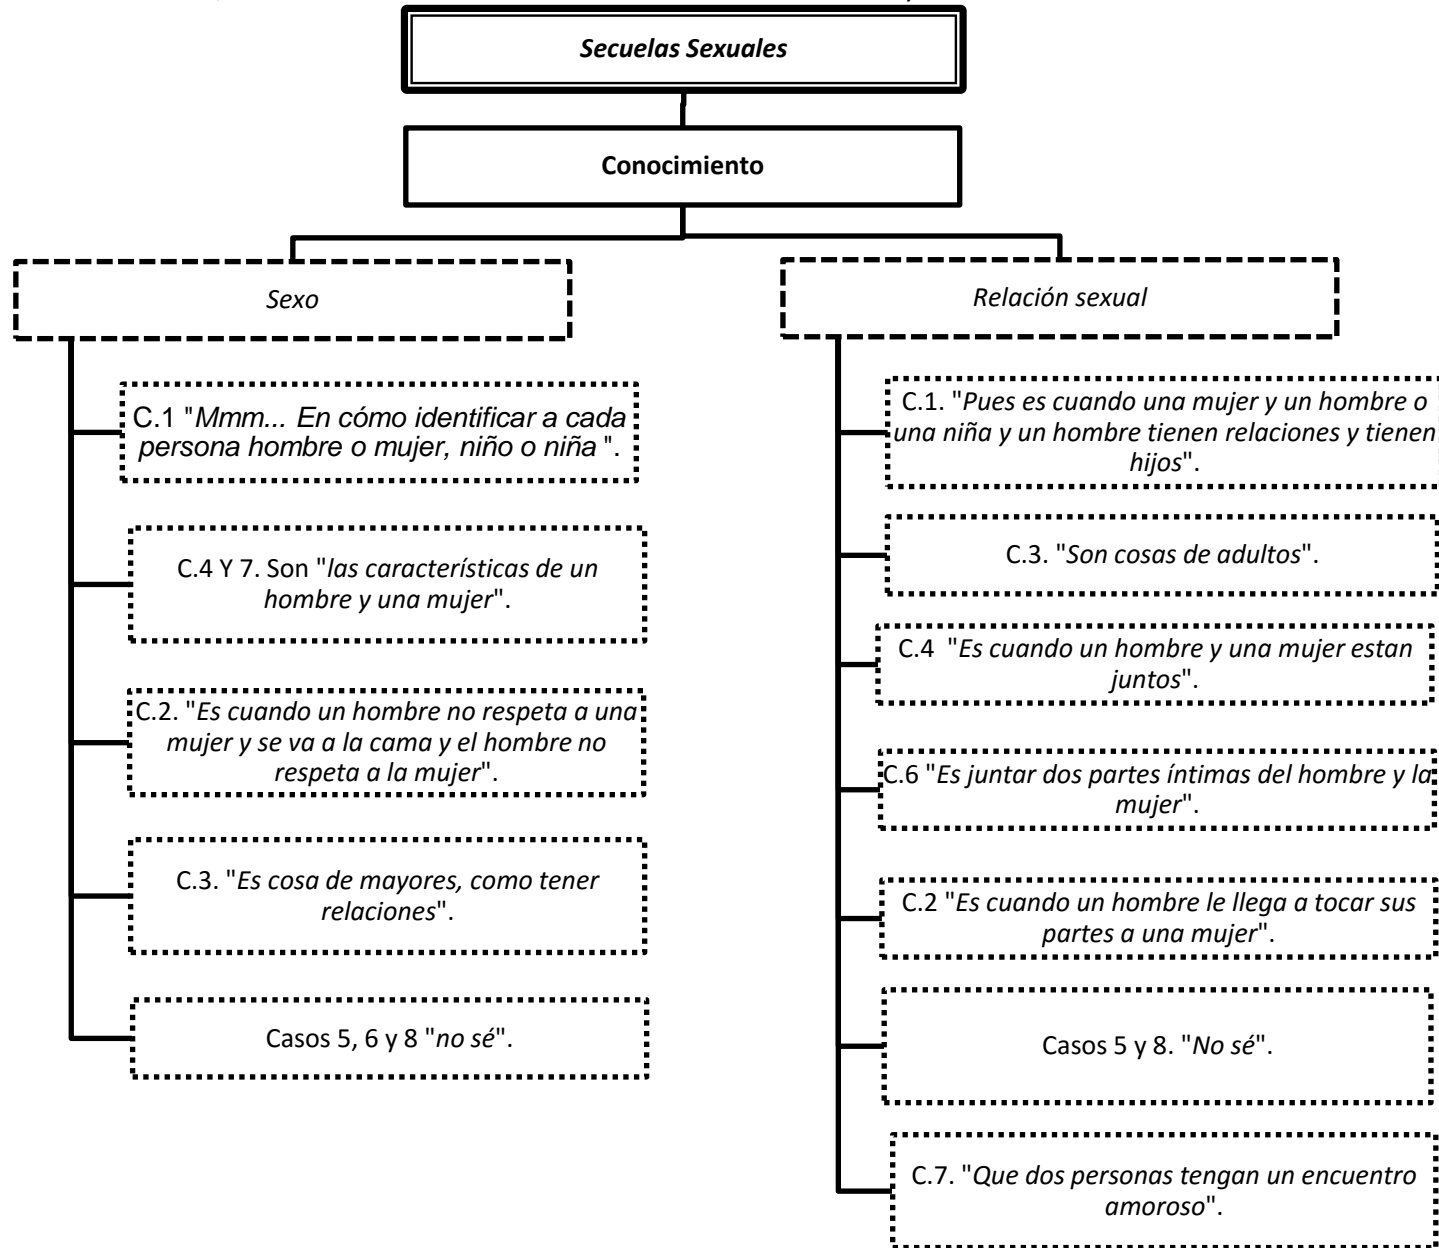 Secuelas Sexuales
Conocimiento
Sexo
C.1 "Mmm... En cómo identificar a cada
persona hombre o mujer, niño o niña ".
C.4 Y 7. Son "las características de un
hombre y una mujer".
C.2. "Es cuando un hombre no respeta a una
mujer y se va a la cama y el hombre no
respeta a la mujer".
C.3. "Es cosa de mayores, como tener
relaciones".
Casos 5, 6 y 8 "no sé".
Relación sexual
C.1. "Pues es cuando una mujer y un hombre o
una niña y un hombre tienen relaciones y tienen
hijos".
C.3. "Son cosas de adultos".
C.4 "Es cuando un hombre y una mujer estan
juntos".
C.6 "Es juntar dos partes íntimas del hombre y la
mujer".
C.2 "Es cuando un hombre le llega a tocar sus
partes a una mujer".
Casos 5 y 8. "No sé".
C.7. "Que dos personas tengan un encuentro
amoroso".